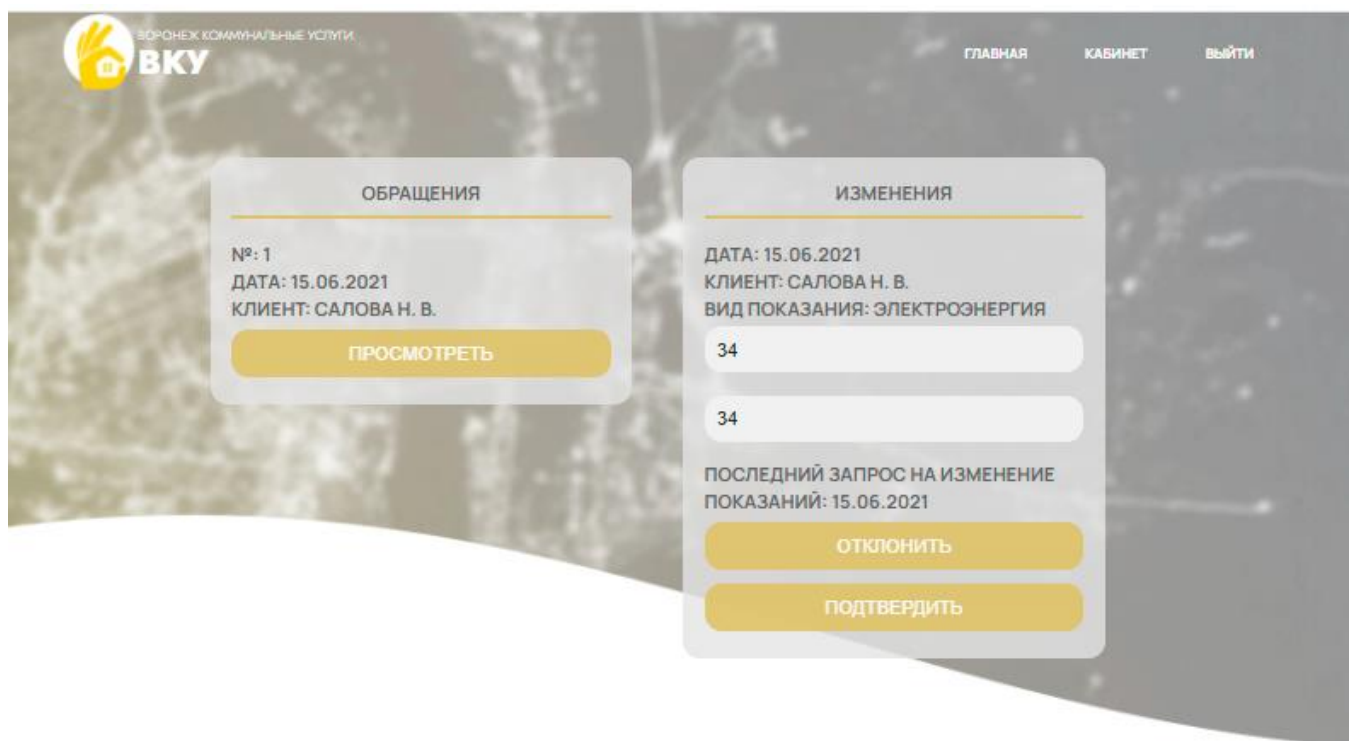 ВОРОНЕЖ КОММУНАЛЬНЫЕ УСЛУГИ
ВКУ
ГЛАВНАЯ КАБИНЕТ ВЫЙТИ
ОБРАЩЕНИЯ
№: 1
ДАТА: 15.06.2021
КЛИЕНТ: САЛОВА Н. В.
ПРОСМОТРЕТЬ
ИЗМЕНЕНИЯ
ДАТА: 15.06.2021
КЛИЕНТ: САЛОВА Н. В.
ВИД ПОКАЗАНИЯ: ЭЛЕКТРОЭНЕРГИЯ
34
34
ПОСЛЕДНИЙ ЗАПРОС НА ИЗМЕНЕНИЕ
ПОКАЗАНИЙ: 15.06.2021
ОТКЛОНИТЬ
ПОДТВЕРДИТЬ